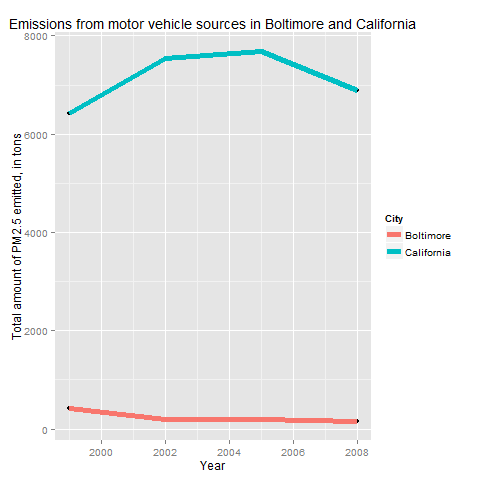 Emissions from motor vehicle sources in Boltimore and California
Total amount of PM2.5 emitted, in tons
8000
6000
4000
2000
0
2000 2002 2004 2006 2008
Year
City
Boltimore
California